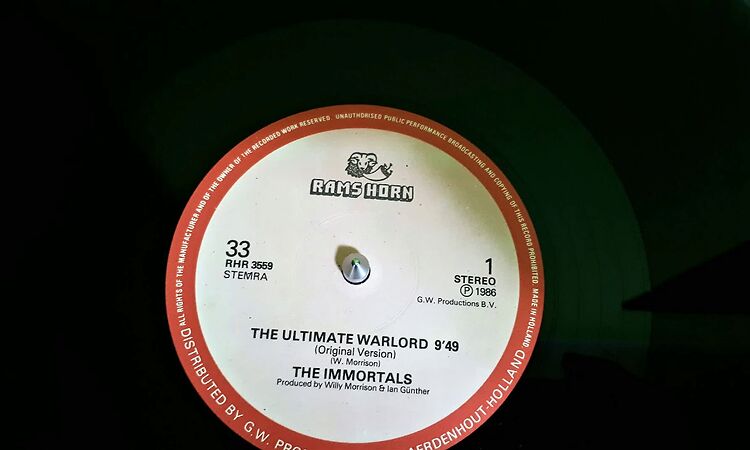 ALL RIGHTS OF THE MANUFACTURER AND OF THE OWNER OF THE RECORDED WORK RESERVED. UNAUTHORISED PUBLIC PERFORMANCE BROADCASTING AND COPYING OF THIS RECORD PROHIBITED. MADE IN HOLLAND
RAMS HORN
33
RHR 3559
STEMRA
1
STEREO
Ⓟ 1986
G.W. Productions B.V.
THE ULTIMATE WARLORD 9'49
(Original Version)
(W. Morrison)
THE IMMORTALS
Produced by Willy Morrison & Ian Günther
DISTRIBUTED BY G.W.
HOLLAND